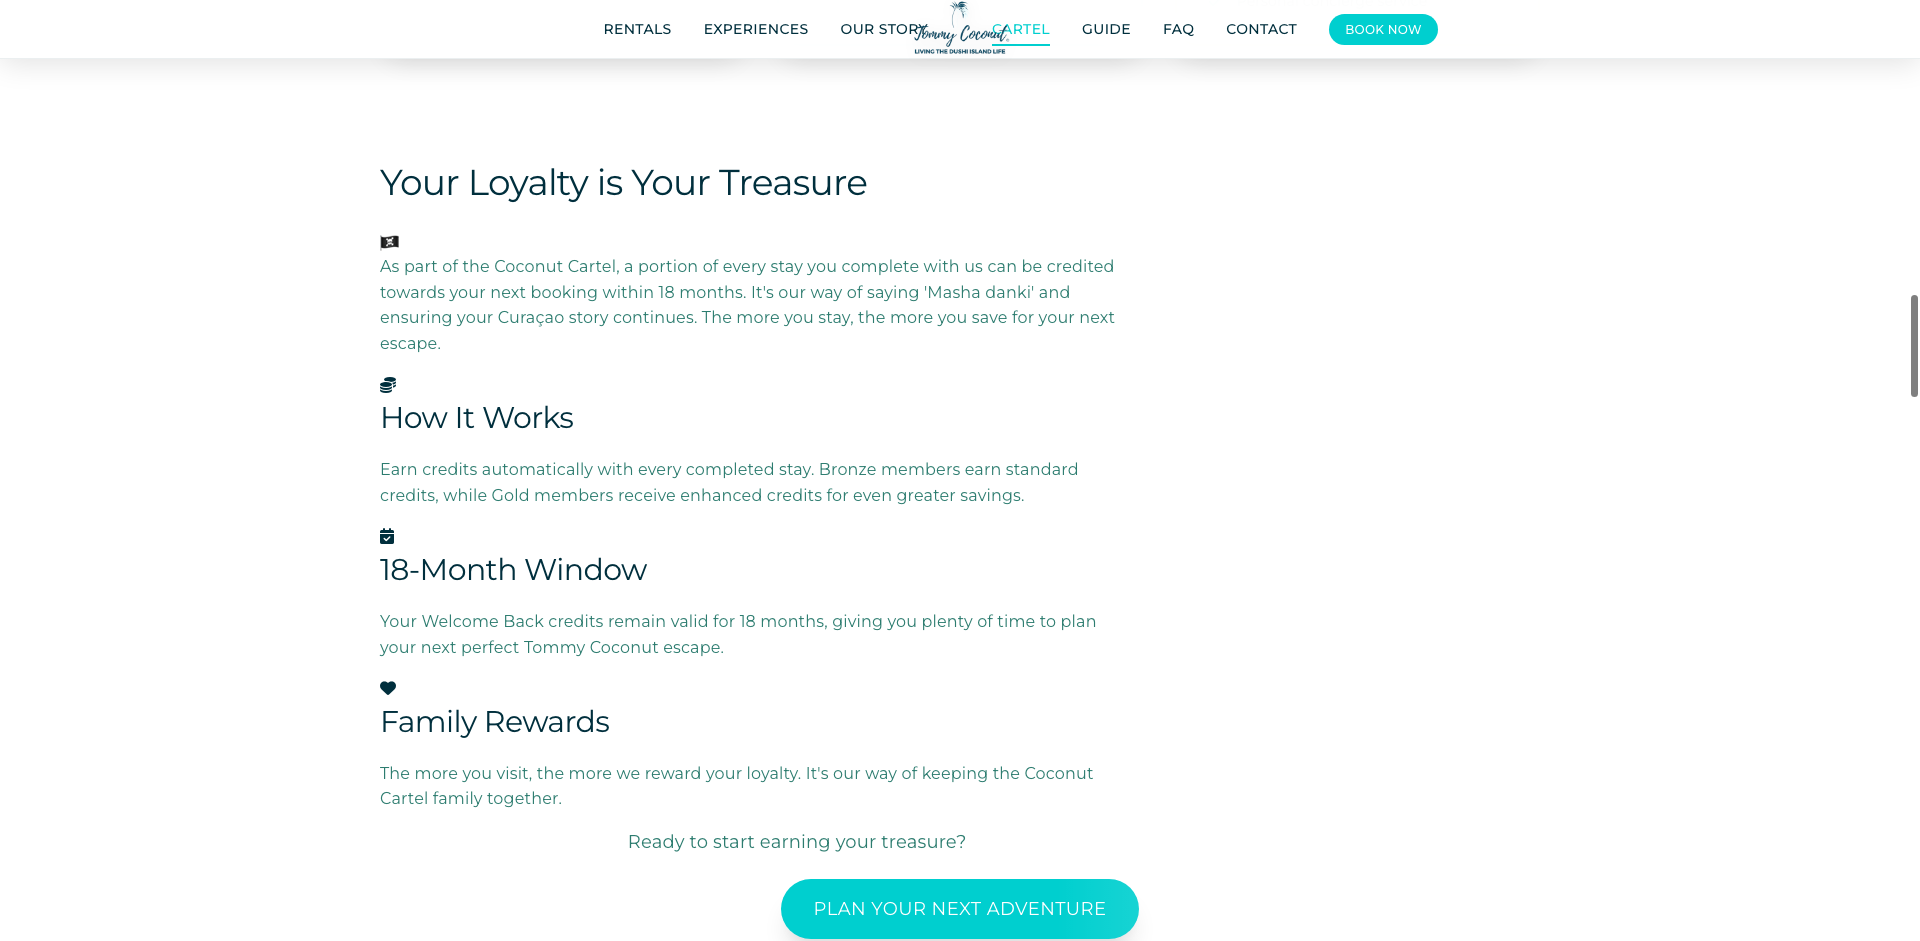 RENTALS EXPERIENCES OUR STORY Tommy Coconut CARTEL GUIDE FAQ CONTACT BOOK NOW
LIVING THE DUSHI ISLAND LIFE
Your Loyalty is Your Treasure
As part of the Coconut Cartel, a portion of every stay you complete with us can be credited
towards your next booking within 18 months. It's our way of saying 'Masha danki' and
ensuring your Curaçao story continues. The more you stay, the more you save for your next
escape.
How It Works
Earn credits automatically with every completed stay. Bronze members earn standard
credits, while Gold members receive enhanced credits for even greater savings.
18-Month Window
Your Welcome Back credits remain valid for 18 months, giving you plenty of time to plan
your next perfect Tommy Coconut escape.
Family Rewards
The more you visit, the more we reward your loyalty. It's our way of keeping the Coconut
Cartel family together.
Ready to start earning your treasure?
PLAN YOUR NEXT ADVENTURE